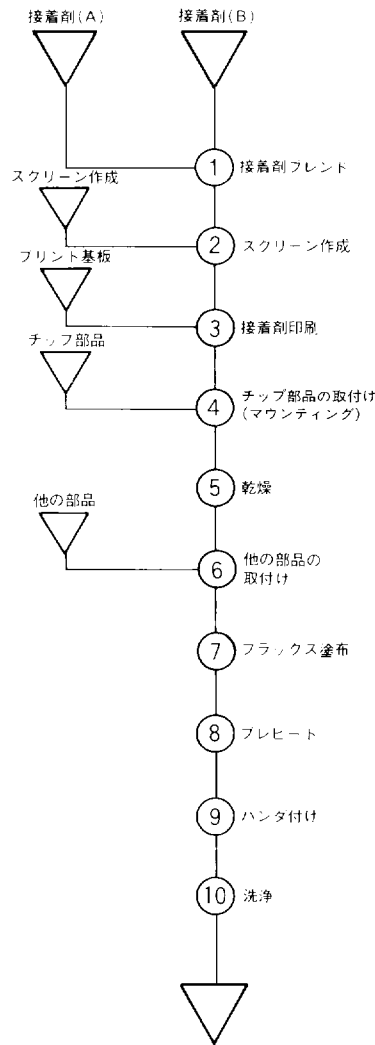 接着剤(A)
接着剤(B)
① 接着剤フレンド
スクリーン作成
② スクリーン作成
プリント基板
③ 接着剤印刷
チップ部品
④ チップ部品の取付け
(マウンティング)
⑤ 乾燥
他の部品
⑥ 他の部品の
取付け
⑦ フラックス塗布
⑧ プレヒート
⑨ ハンダ付け
⑩ 洗浄